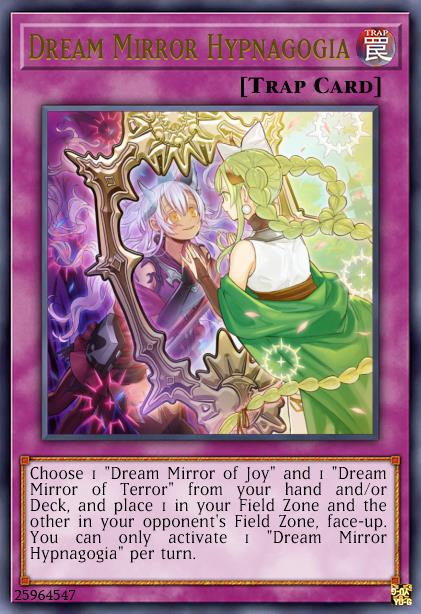 DREAM MIRROR HYPNAGOGIA
TRAP
罠
[TRAP CARD]
Choose 1 "Dream Mirror of Joy" and 1 "Dream
Mirror of Terror" from your hand and/or
Deck, and place 1 in your Field Zone and the
other in your opponent's Field Zone, face-up.
You can only activate 1 "Dream Mirror
Hypnagogia" per turn.
25964547